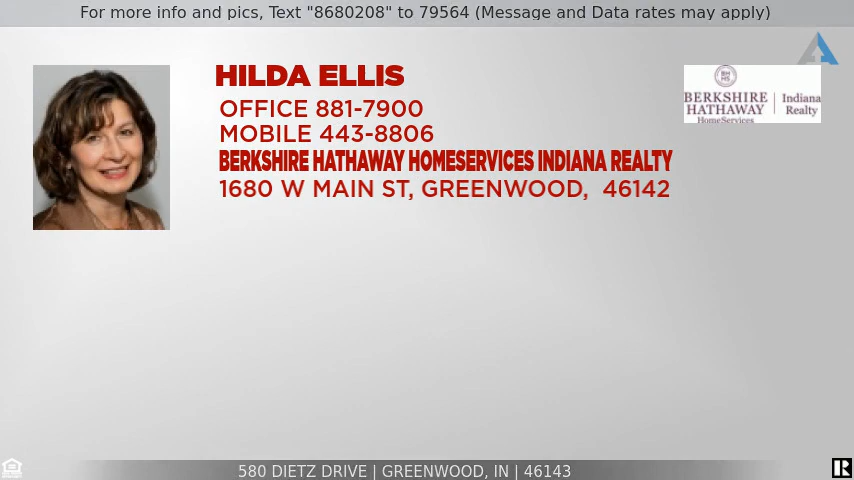 For more info and pics, Text "8680208" to 79564 (Message and Data rates may apply)
HILDA ELLIS
OFFICE 881-7900
MOBILE 443-8806
BERKSHIRE HATHAWAY HOMESERVICES INDIANA REALTY
1680 W MAIN ST, GREENWOOD,  46142
BH
HS
BERKSHIRE
HATHAWAY
HomeServices
Indiana
Realty
580 DIETZ DRIVE | GREENWOOD, IN | 46143